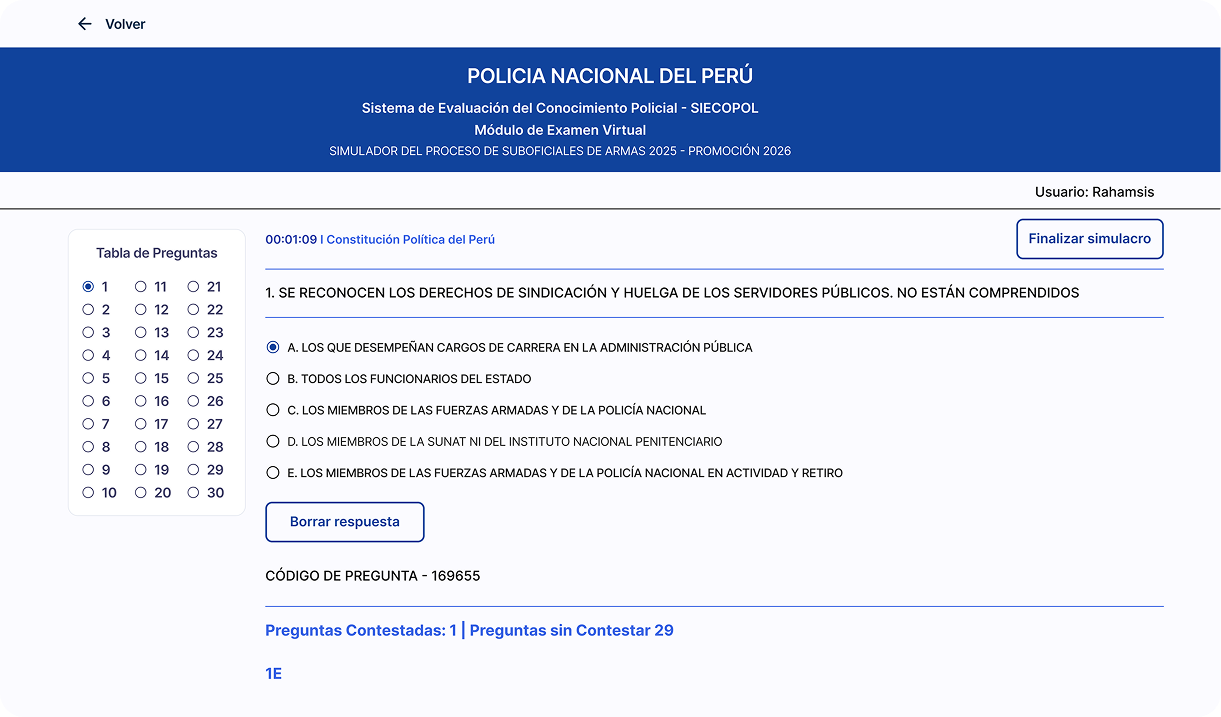 Volver
POLICIA NACIONAL DEL PERÚ
Sistema de Evaluación del Conocimiento Policial - SIECOPOL
Módulo de Examen Virtual
SIMULADOR DEL PROCESO DE SUBOFICIALES DE ARMAS 2025 - PROMOCIÓN 2026
Usuario: Rahamsis
Tabla de Preguntas
1 11 21
2 12 22
3 13 23
4 14 24
5 15 25
6 16 26
7 17 27
8 18 28
9 19 29
10 20 30
00:01:09 I Constitución Política del Perú
Finalizar simulacro
1. SE RECONOCEN LOS DERECHOS DE SINDICACIÓN Y HUELGA DE LOS SERVIDORES PÚBLICOS. NO ESTÁN COMPRENDIDOS
A. LOS QUE DESEMPEÑAN CARGOS DE CARRERA EN LA ADMINISTRACIÓN PÚBLICA
B. TODOS LOS FUNCIONARIOS DEL ESTADO
C. LOS MIEMBROS DE LAS FUERZAS ARMADAS Y DE LA POLICÍA NACIONAL
D. LOS MIEMBROS DE LA SUNAT NI DEL INSTITUTO NACIONAL PENITENCIARIO
E. LOS MIEMBROS DE LAS FUERZAS ARMADAS Y DE LA POLICÍA NACIONAL EN ACTIVIDAD Y RETIRO
Borrar respuesta
CÓDIGO DE PREGUNTA - 169655
Preguntas Contestadas: 1 | Preguntas sin Contestar 29
1E